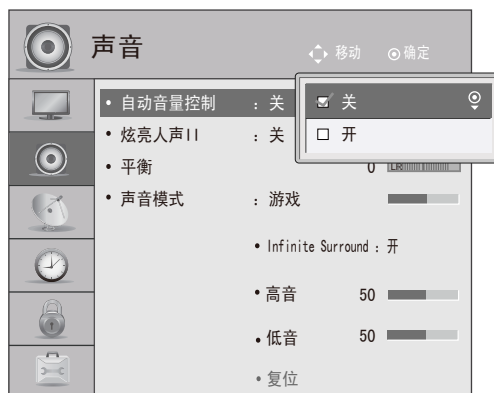 声音 移动 确定
• 自动音量控制 : 关
关
开
• 炫亮人声II : 关
• 平衡 0 LR
• 声音模式 : 游戏
• Infinite Surround : 开
• 高音 50
• 低音 50
• 复位